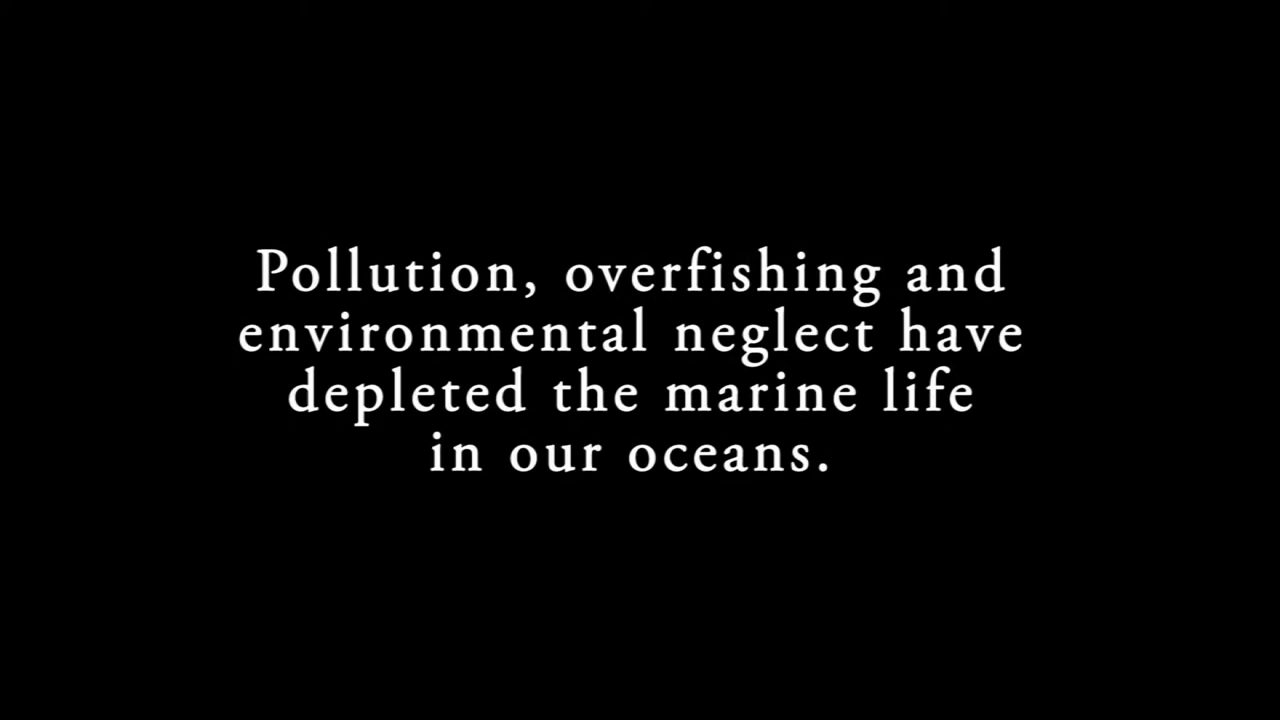 Pollution, overfishing and
environmental neglect have
depleted the marine life
in our oceans.